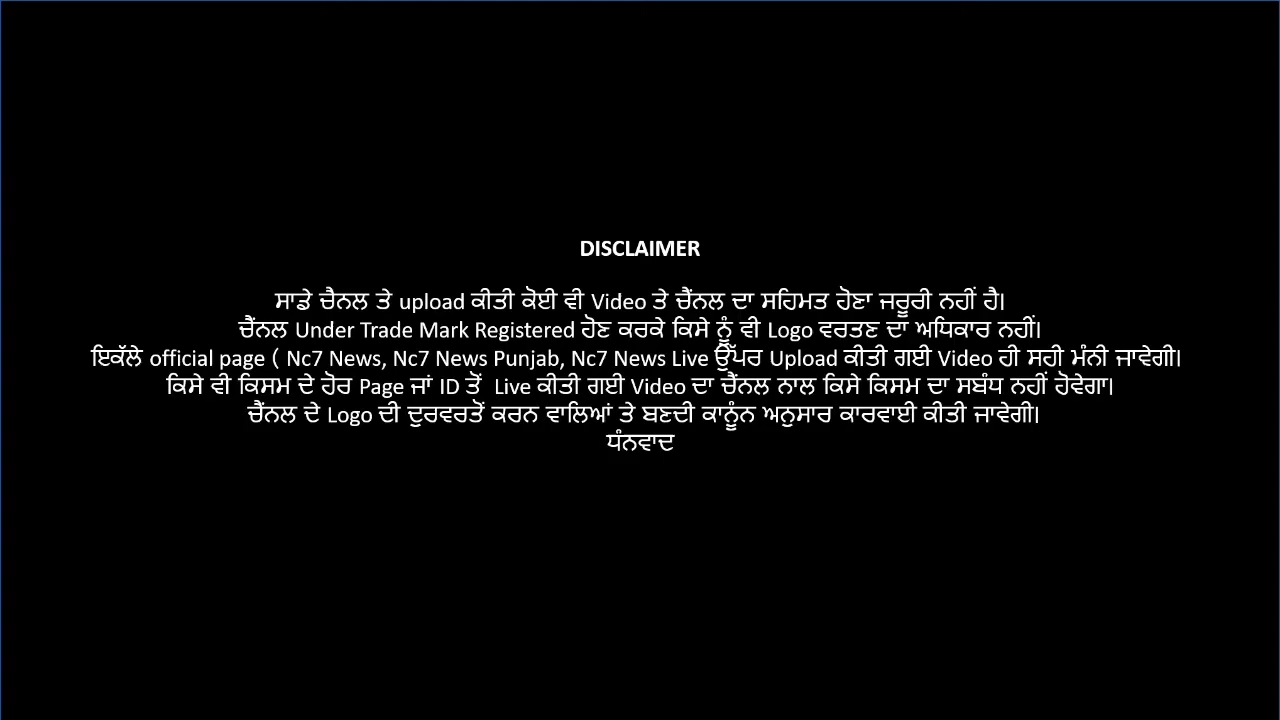 DISCLAIMER
ਸਾਡੇ ਚੈਨਲ ਤੇ upload ਕੀਤੀ ਕੋਈ ਵੀ Video ਤੇ ਚੈਂਨਲ ਦਾ ਸਹਿਮਤ ਹੋਣਾ ਜਰੂਰੀ ਨਹੀਂ ਹੈ।
ਚੈਂਨਲ Under Trade Mark Registered ਹੋਣ ਕਰਕੇ ਕਿਸੇ ਨੂੰ ਵੀ Logo ਵਰਤਣ ਦਾ ਅਧਿਕਾਰ ਨਹੀਂ।
ਇਕੱਲੇ official page ( Nc7 News, Nc7 News Punjab, Nc7 News Live ਉੱਪਰ Upload ਕੀਤੀ ਗਈ Video ਹੀ ਸਹੀ ਮੰਨੀ ਜਾਵੇਗੀ।
ਕਿਸੇ ਵੀ ਕਿਸਮ ਦੇ ਹੋਰ Page ਜਾਂ ID ਤੋਂ  Live ਕੀਤੀ ਗਈ Video ਦਾ ਚੈਂਨਲ ਨਾਲ ਕਿਸੇ ਕਿਸਮ ਦਾ ਸਬੰਧ ਨਹੀਂ ਹੋਵੇਗਾ।
ਚੈਂਨਲ ਦੇ Logo ਦੀ ਦੁਰਵਰਤੋਂ ਕਰਨ ਵਾਲਿਆਂ ਤੇ ਬਣਦੀ ਕਾਨੂੰਨ ਅਨੁਸਾਰ ਕਾਰਵਾਈ ਕੀਤੀ ਜਾਵੇਗੀ।
ਧੰਨਵਾਦ